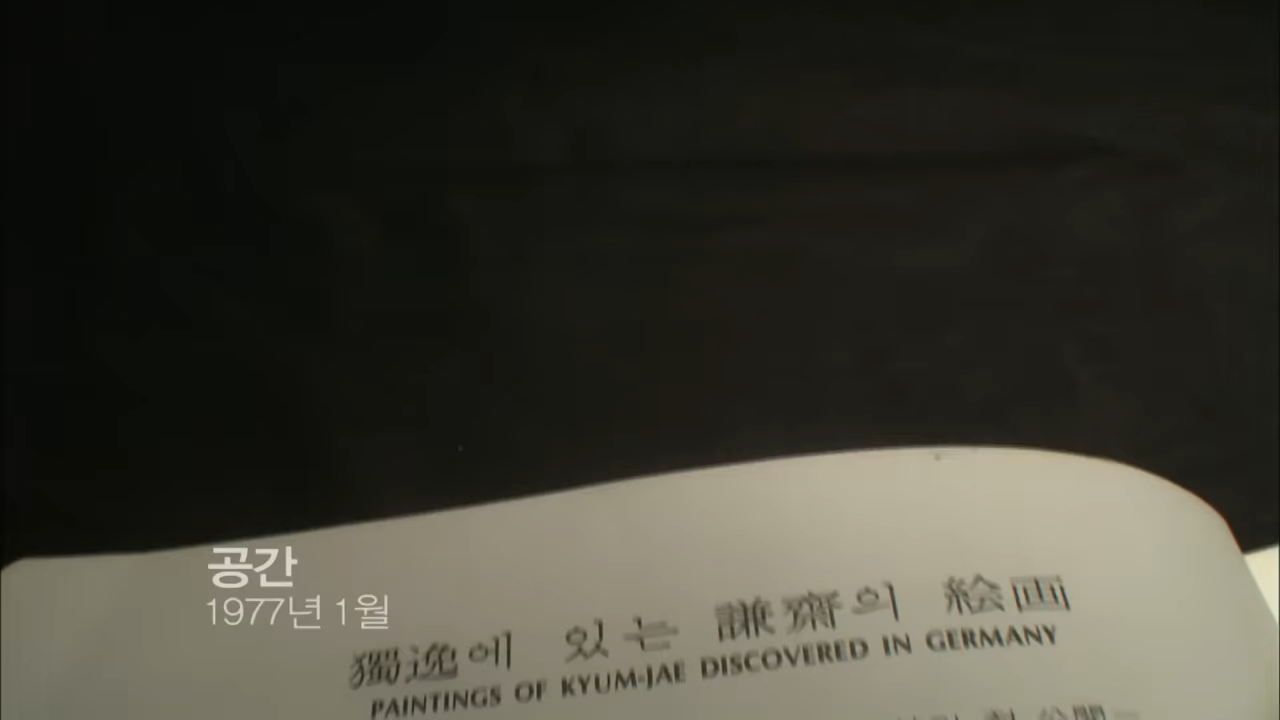 공간
1977년 1월
獨逸에 있는 謙齋의 絵画
PAINTINGS OF KYUM-JAE DISCOVERED IN GERMANY